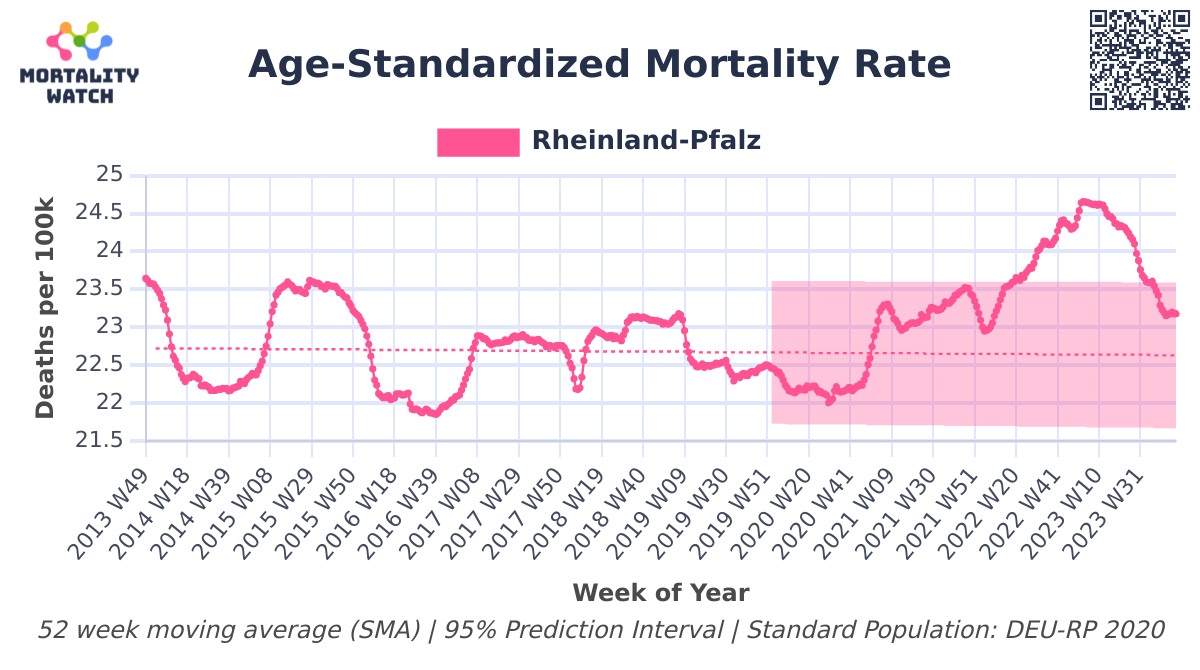 MORTALITY
WATCH
Age-Standardized Mortality Rate
Rheinland-Pfalz
Deaths per 100k
25
24.5
24
23.5
23
22.5
22
21.5
2013 W49
2014 W18
2014 W39
2015 W08
2015 W29
2015 W50
2016 W18
2016 W39
2017 W08
2017 W29
2017 W50
2018 W19
2018 W40
2019 W09
2019 W30
2019 W51
2020 W20
2020 W41
2021 W09
2021 W30
2021 W51
2022 W20
2022 W41
2023 W10
2023 W31
Week of Year
52 week moving average (SMA) | 95% Prediction Interval | Standard Population: DEU-RP 2020